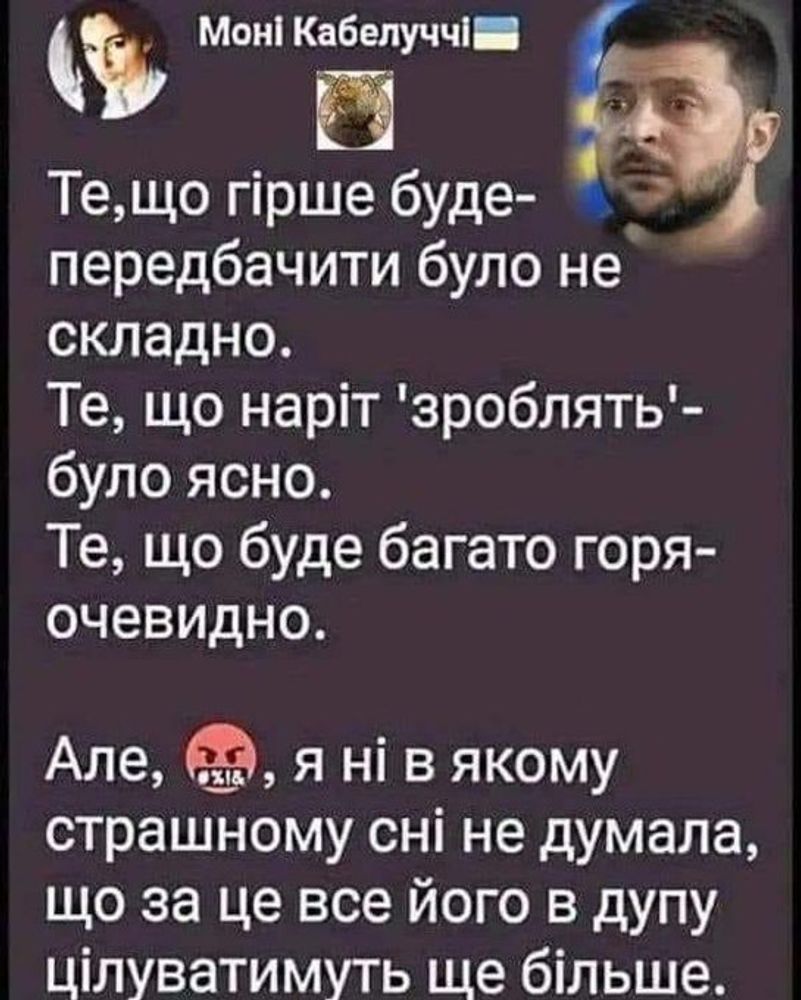 Моні Кабелуччі
Те,що гірше буде-
передбачити було не
складно.
Те, що наріт 'зроблять'-
було ясно.
Те, що буде багато горя-
очевидно.
Але, , я ні в якому
страшному сні не думала,
що за це все його в дупу
цілуватимуть ще більше.